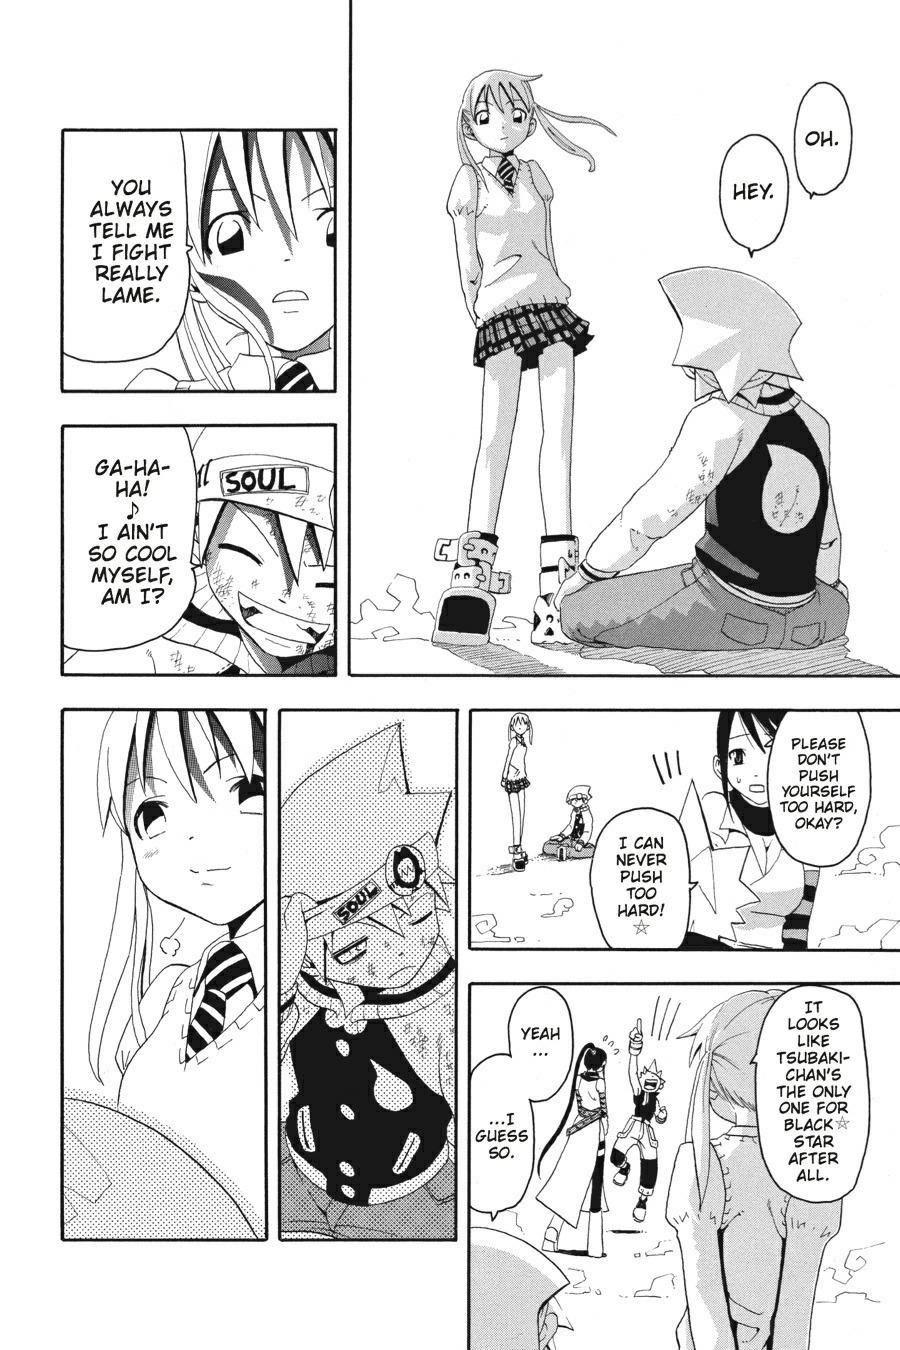 OH.
HEY.
YOU
ALWAYS
TELL ME
I FIGHT
REALLY
LAME.
GA-HA-
HA!
♪
I AIN'T
SO COOL
MYSELF,
AM I?
SOUL
PLEASE
DON'T
PUSH
YOURSELF
TOO HARD,
OKAY?
I CAN
NEVER
PUSH
TOO
HARD!
☆
IT
LOOKS
LIKE
TSUBAKI-
CHAN'S
THE ONLY
ONE FOR
BLACK☆
STAR
AFTER
ALL.
YEAH
...
...I
GUESS
SO.
SOUL